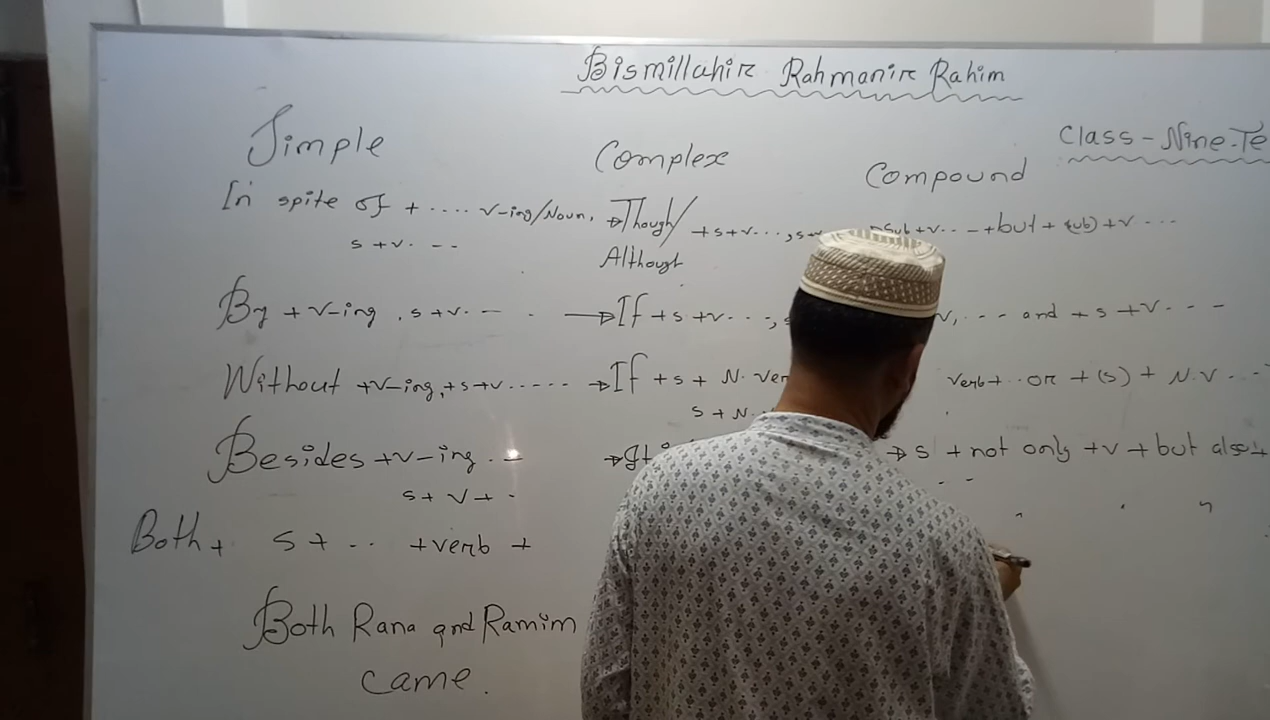 Bismillahir Rahmanir Rahim
Class - Nine-Te
Simple Complex Compound
In spite of + .... v-ing/Noun, Though/ +s+v...,s+ Sub+v.. - +but + (sub) +v ...
s +v. --
Although
By + v-ing , s+v. - . If +s +v...., v, --- and + s +v. - -
Without +v-ing,+s+v..... If +s + N. ver verb+ .. or + (s) + N.V ...
s + N.
Besides +v-ing . - s +not only +v +but also+
s+ v+ .
Both + s + .. +verb +
Both Rana and Ramim
came.